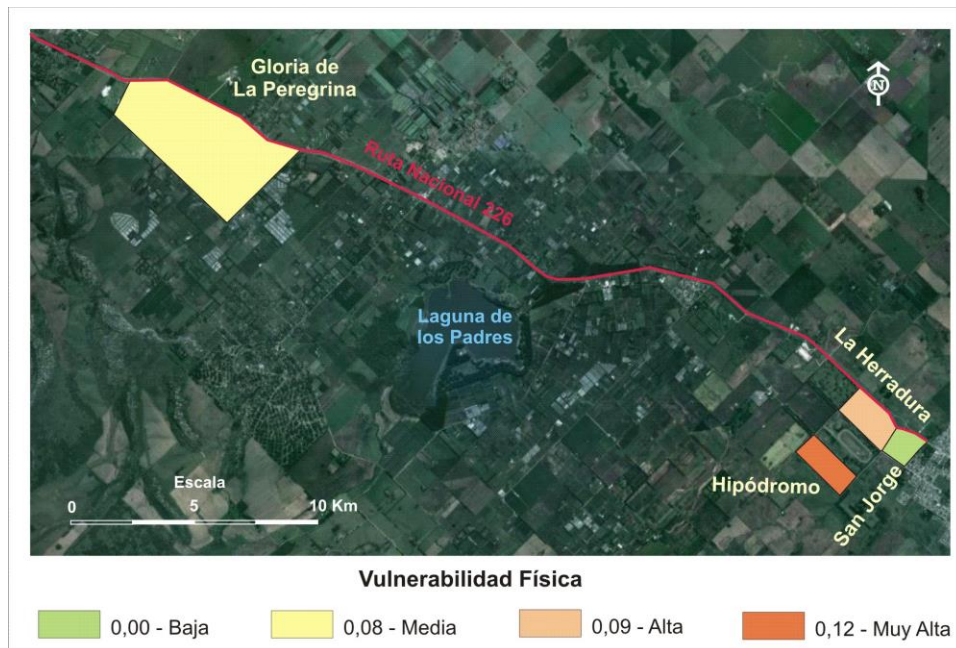 Gloria de
La Peregrina
N
Ruta Nacional 226
Laguna de
los Padres
La Herradura
Hipódromo
San Jorge
Escala
0 5 10 Km
Vulnerabilidad Física
0,00 - Baja
0,08 - Media
0,09 - Alta
0,12 - Muy Alta